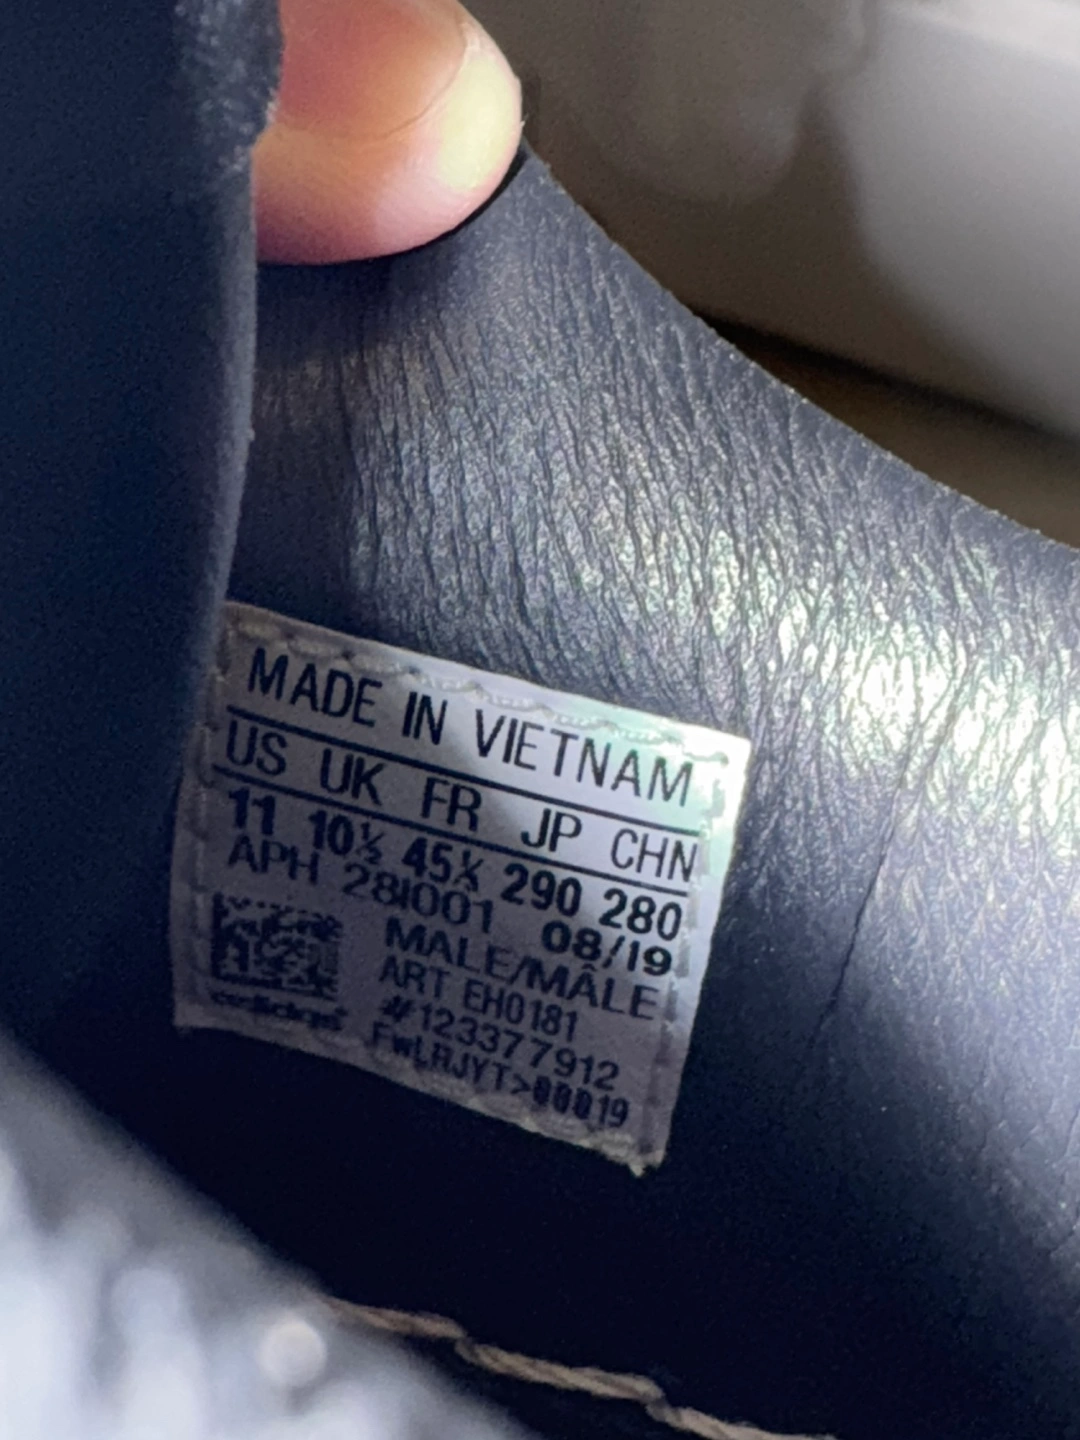 MADE IN VIETNAM
US UK FR JP CHN
11 10½ 45⅓ 290 280
APH 281001 08/19
MALE/MÂLE
ART EH0181
#123377912
adidas
FWLRJYT>00019